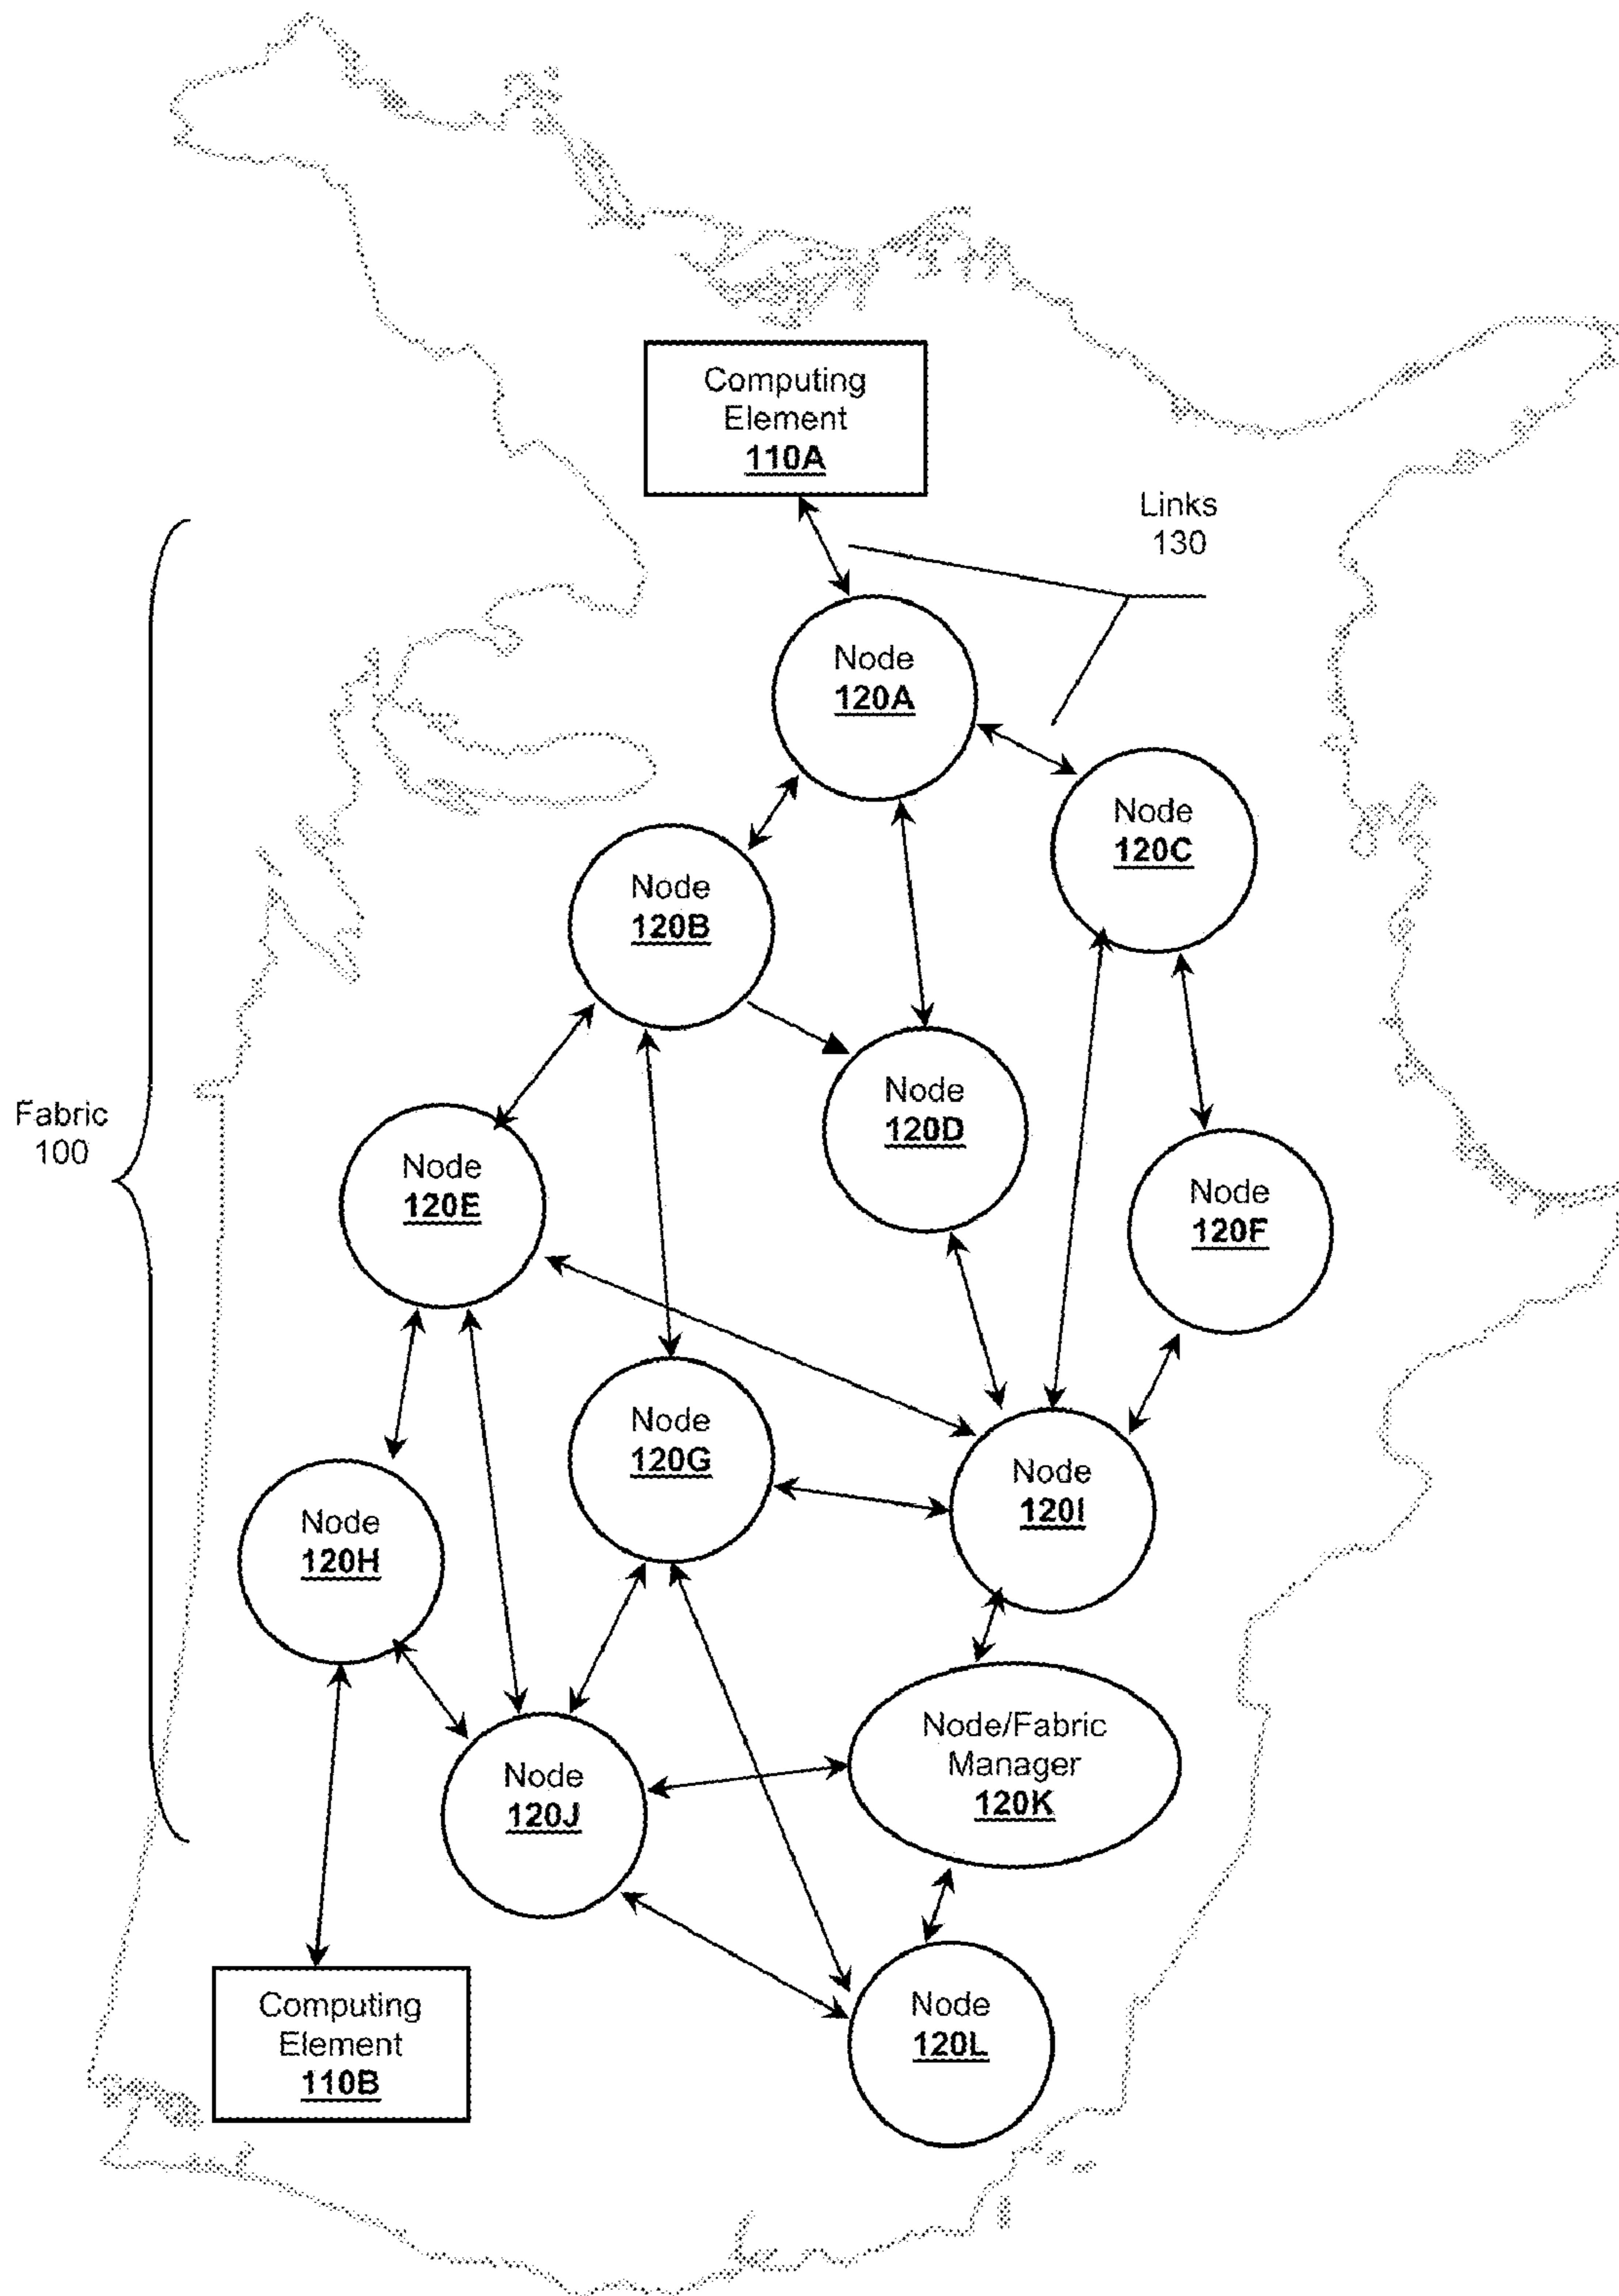 Computing
Element
110A
Links
130
Node
120A
Node
120C
Node
120B
Node
120D
Fabric
100
Node
120E
Node
120F
Node
120G
Node
120I
Node
120H
Node/Fabric
Manager
120K
Node
120J
Computing
Element
110B
Node
120L